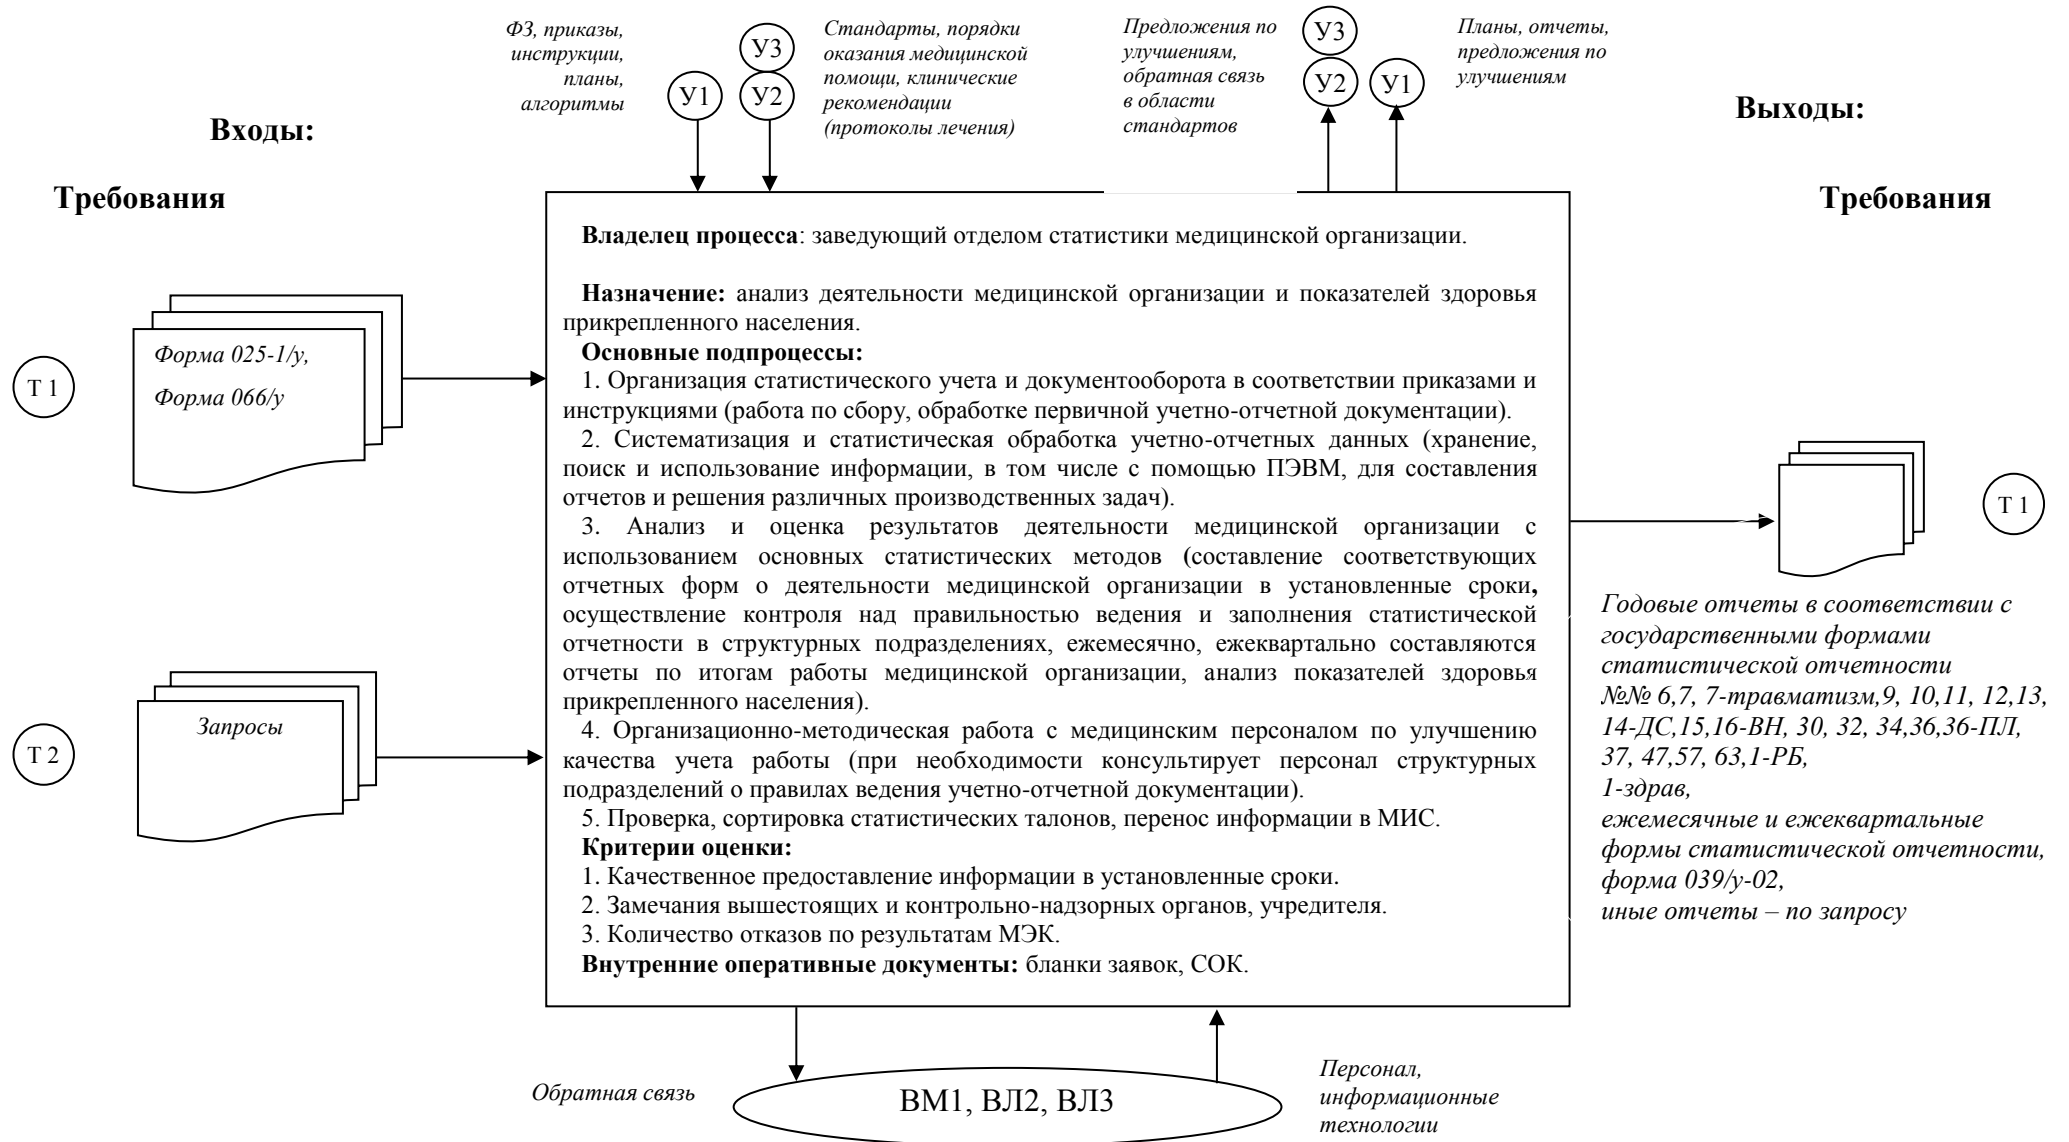 ФЗ, приказы,
инструкции,
планы,
алгоритмы
У1
У3
У2
Стандарты, порядки
оказания медицинской
помощи, клинические
рекомендации
(протоколы лечения)
Предложения по
улучшениям,
обратная связь
в области
стандартов
У3
У2
У1
Планы, отчеты,
предложения по
улучшениям
Входы:
Выходы:
Требования
Требования
Т 1
Форма 025-1/у,
Форма 066/у
Т 2
Запросы
Владелец процесса: заведующий отделом статистики медицинской организации.
Назначение: анализ деятельности медицинской организации и показателей здоровья
прикрепленного населения.
Основные подпроцессы:
1. Организация статистического учета и документооборота в соответствии приказами и
инструкциями (работа по сбору, обработке первичной учетно-отчетной документации).
2. Систематизация и статистическая обработка учетно-отчетных данных (хранение,
поиск и использование информации, в том числе с помощью ПЭВМ, для составления
отчетов и решения различных производственных задач).
3. Анализ и оценка результатов деятельности медицинской организации с
использованием основных статистических методов (составление соответствующих
отчетных форм о деятельности медицинской организации в установленные сроки,
осуществление контроля над правильностью ведения и заполнения статистической
отчетности в структурных подразделениях, ежемесячно, ежеквартально составляются
отчеты по итогам работы медицинской организации, анализ показателей здоровья
прикрепленного населения).
4. Организационно-методическая работа с медицинским персоналом по улучшению
качества учета работы (при необходимости консультирует персонал структурных
подразделений о правилах ведения учетно-отчетной документации).
5. Проверка, сортировка статистических талонов, перенос информации в МИС.
Критерии оценки:
1. Качественное предоставление информации в установленные сроки.
2. Замечания вышестоящих и контрольно-надзорных органов, учредителя.
3. Количество отказов по результатам МЭК.
Внутренние оперативные документы: бланки заявок, СОК.
Т 1
Годовые отчеты в соответствии с
государственными формами
статистической отчетности
№№ 6,7, 7-травматизм,9, 10,11, 12,13,
14-ДС,15,16-ВН, 30, 32, 34,36,36-ПЛ,
37, 47,57, 63,1-РБ,
1-здрав,
ежемесячные и ежеквартальные
формы статистической отчетности,
форма 039/у-02,
иные отчеты – по запросу
Обратная связь
ВМ1, ВЛ2, ВЛ3
Персонал,
информационные
технологии